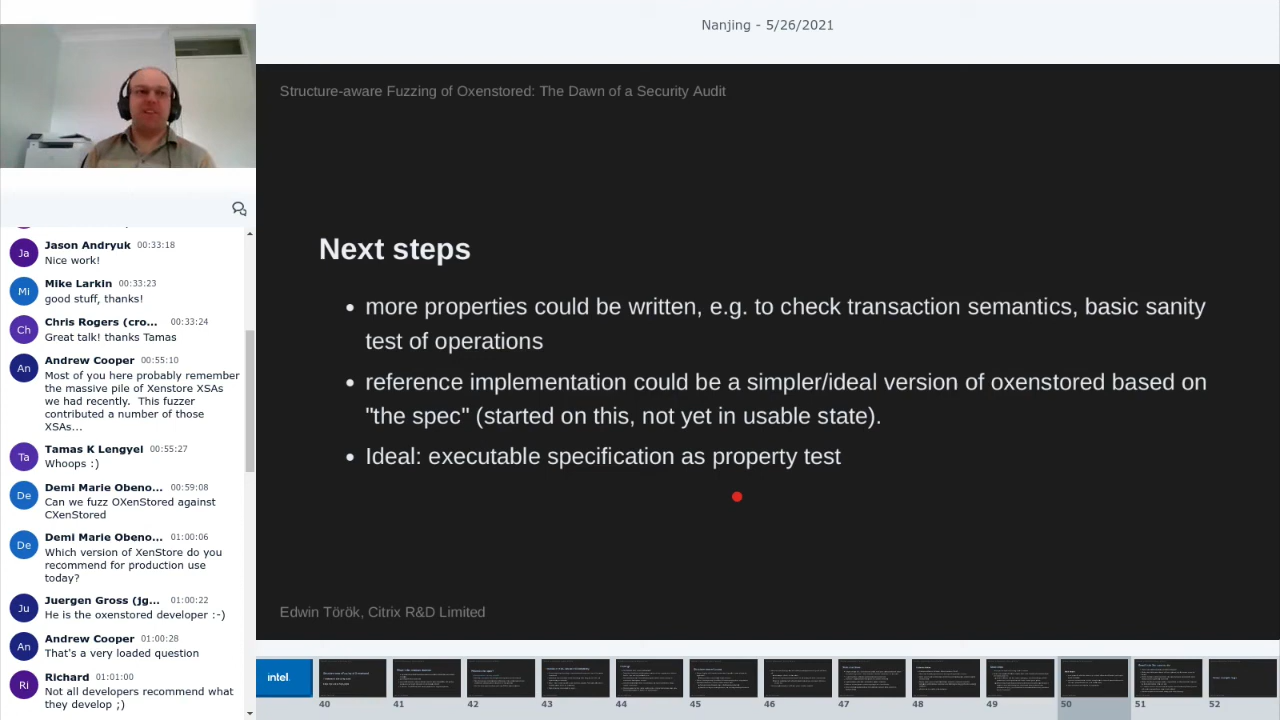 Nanjing - 5/26/2021
Structure-aware Fuzzing of Oxenstored: The Dawn of a Security Audit
Next steps
• more properties could be written, e.g. to check transaction semantics, basic sanity
test of operations
• reference implementation could be a simpler/ideal version of oxenstored based on
"the spec" (started on this, not yet in usable state).
• Ideal: executable specification as property test
Edwin Török, Citrix R&D Limited
Ja Jason Andryuk 00:33:18
Nice work!
Mi Mike Larkin 00:33:23
good stuff, thanks!
Ch Chris Rogers (cro... 00:33:24
Great talk! thanks Tamas
An Andrew Cooper 00:55:10
Most of you here probably remember
the massive pile of Xenstore XSAs
we had recently. This fuzzer
contributed a number of those
XSAs...
Ta Tamas K Lengyel 00:55:27
Whoops :)
De Demi Marie Obeno... 00:59:08
Can we fuzz OXenStored against
CXenStored
De Demi Marie Obeno... 01:00:06
Which version of XenStore do you
recommend for production use
today?
Ju Juergen Gross (jg... 01:00:22
He is the oxenstored developer :-)
An Andrew Cooper 01:00:28
That's a very loaded question
Ri Richard 01:01:00
Not all developers recommend what
they develop ;)
intel
40 41 42 43 44 45 46 47 48 49 50 51 52